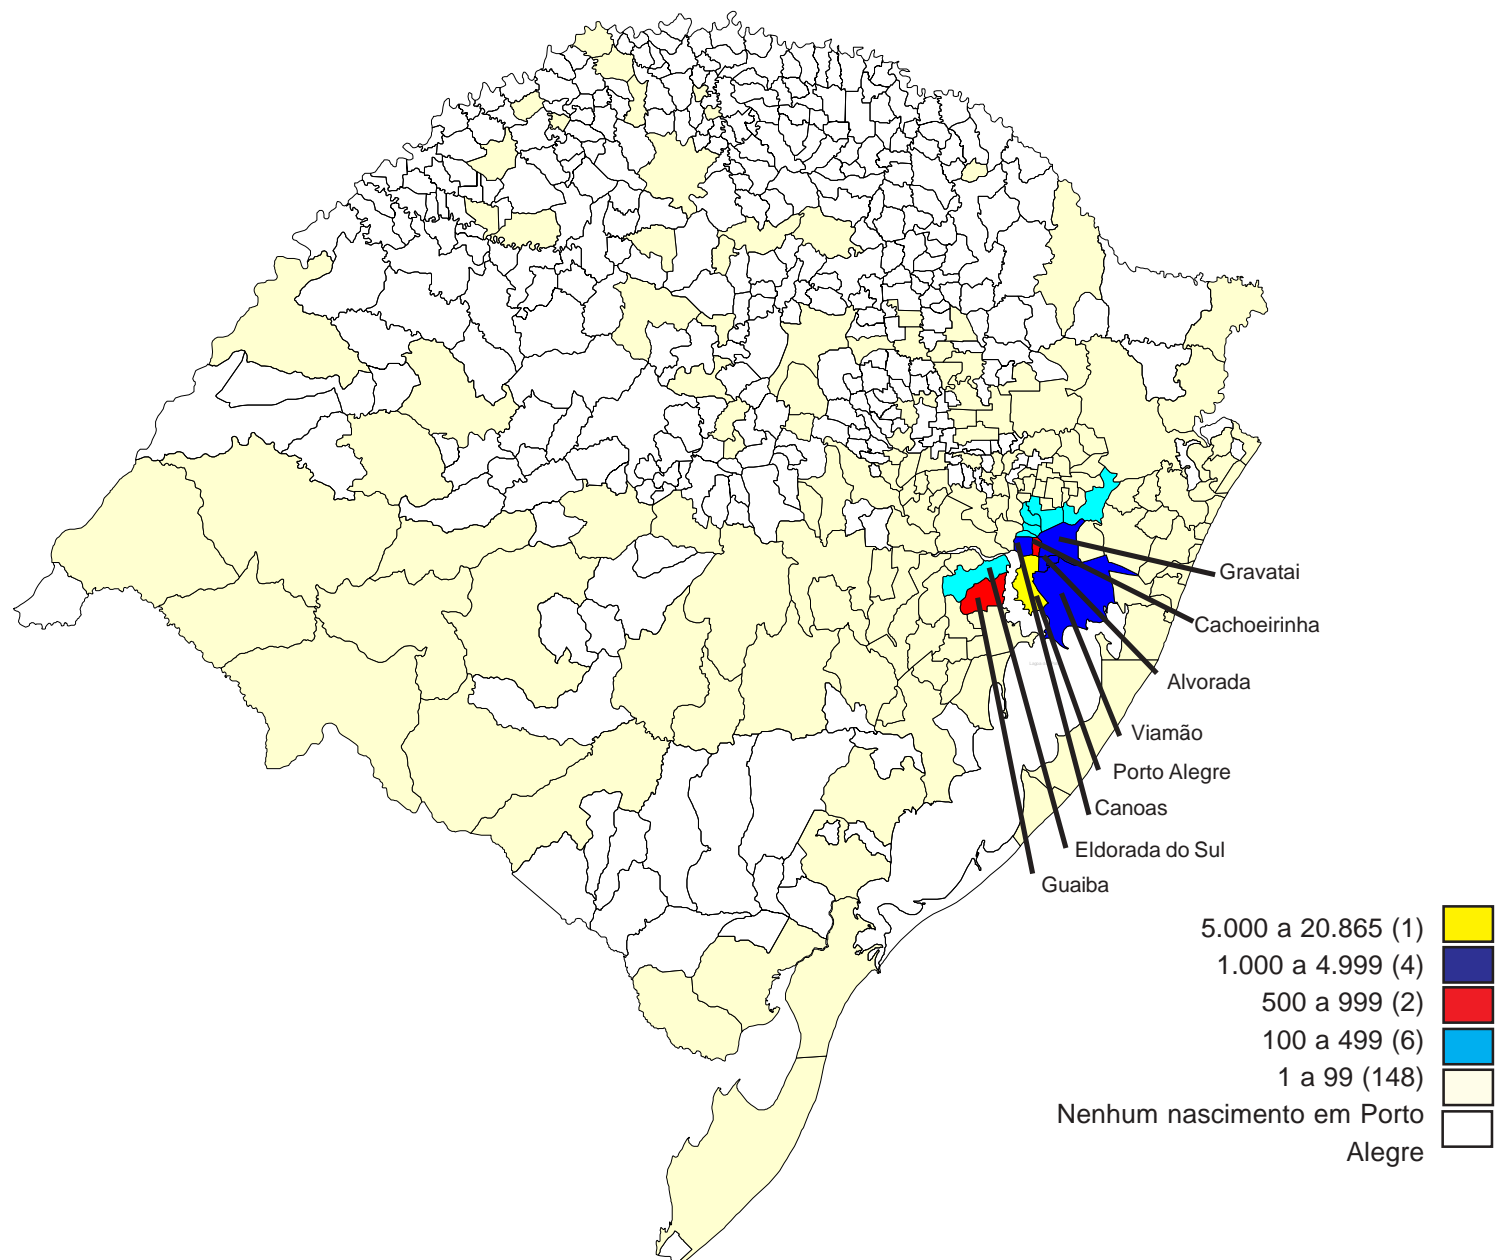 Gravatai
Cachoeirinha
Alvorada
Viamão
Porto Alegre
Canoas
Eldorada do Sul
Guaiba
5.000 a 20.865 (1)
1.000 a 4.999 (4)
500 a 999 (2)
100 a 499 (6)
1 a 99 (148)
Nenhum nascimento em Porto
Alegre